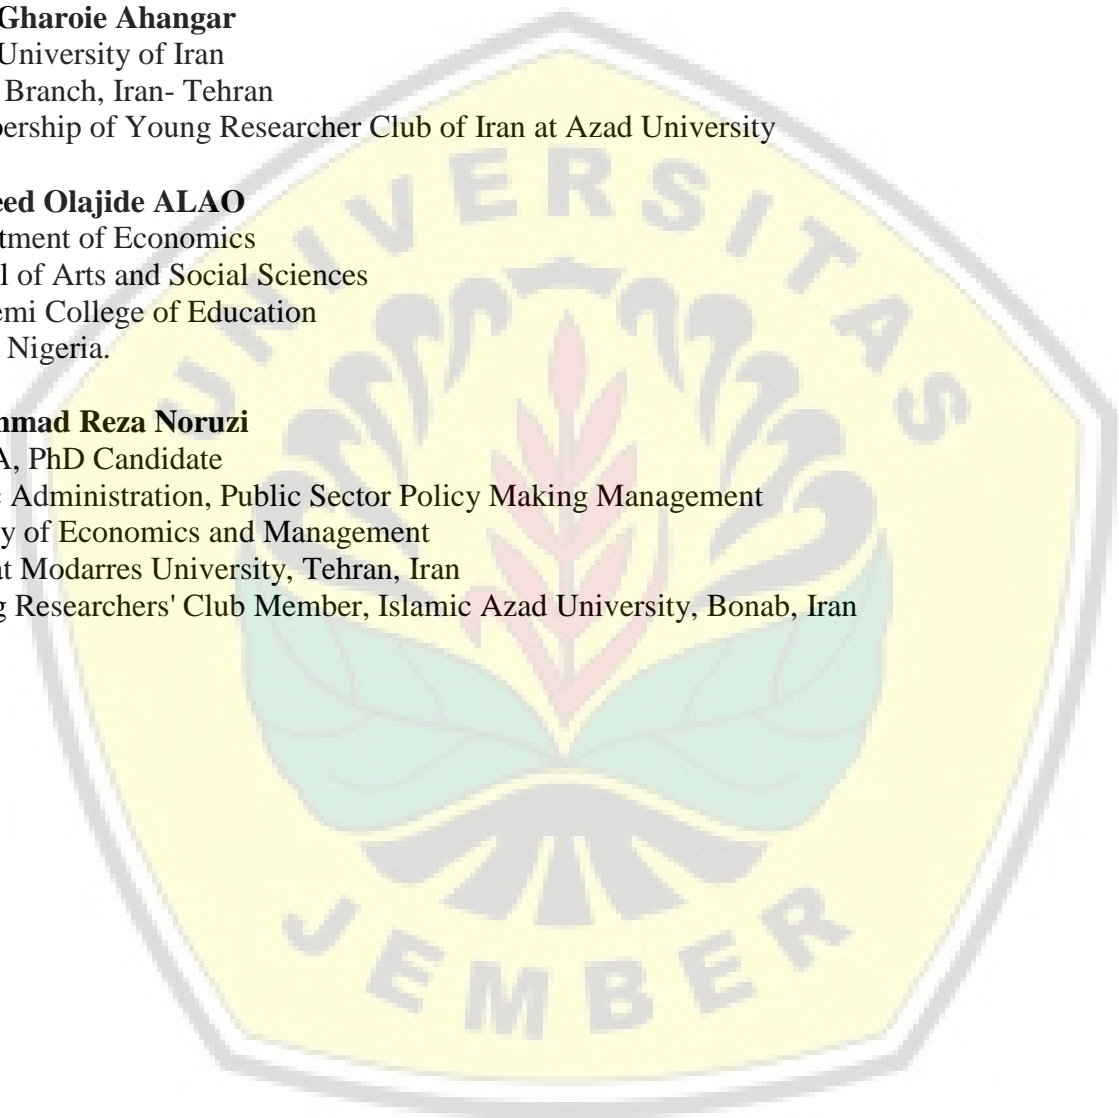 Gharoie Ahangar
University of Iran
Branch, Iran- Tehran
bership of Young Researcher Club of Iran at Azad University
eed Olajide ALAO
tment of Economics
l of Arts and Social Sciences
emi College of Education
Nigeria.
mmad Reza Noruzi
A, PhD Candidate
c Administration, Public Sector Policy Making Management
y of Economics and Management
at Modarres University, Tehran, Iran
g Researchers' Club Member, Islamic Azad University, Bonab, Iran
UNIVERSITAS
JEMBER